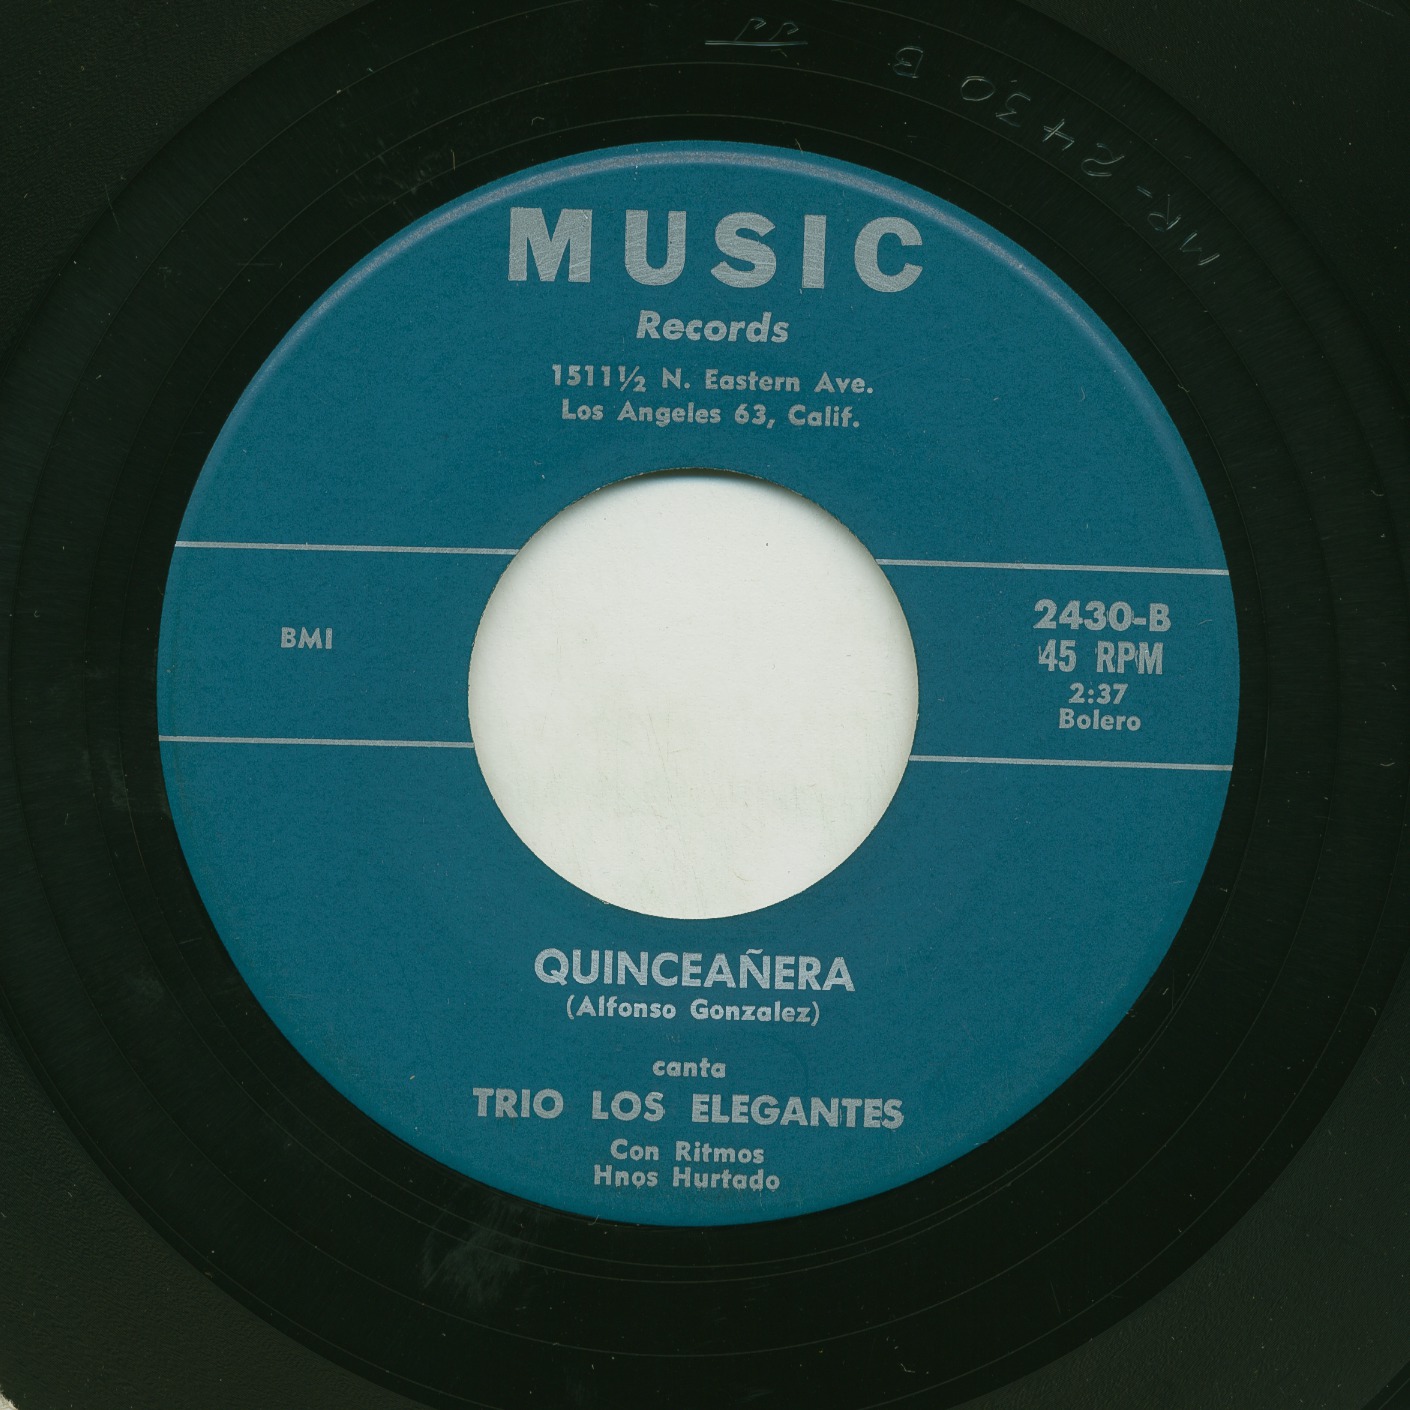 MUSIC
Records
1511½ N. Eastern Ave.
Los Angeles 63, Calif.
BMI
2430-B
45 RPM
2:37
Bolero
QUINCEAÑERA
(Alfonso Gonzalez)
canta
TRIO LOS ELEGANTES
Con Ritmos
Hnos Hurtado
MR-2430 B